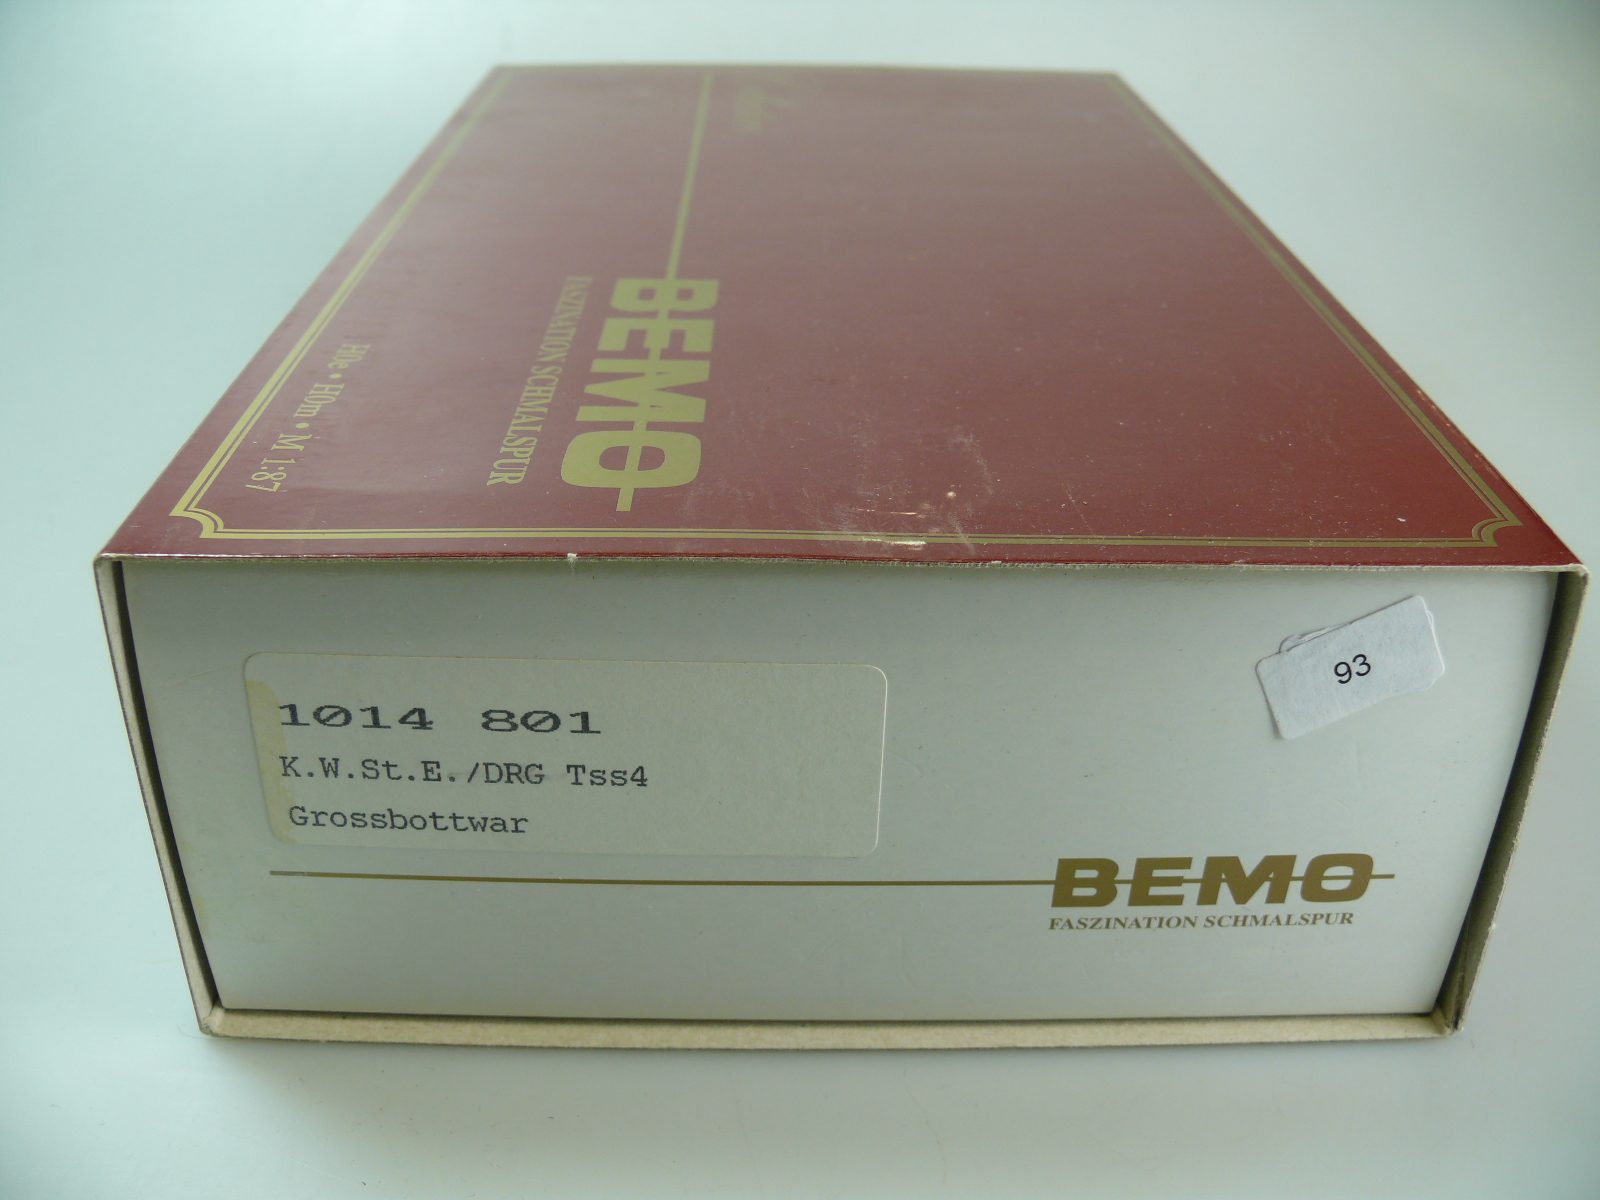 BEMO
FASZINATION SCHMALSPUR
H0e • H0m • M 1:87
1014 801
K.W.St.E./DRG Tss4
Grossbottwar
93
BEMO
FASZINATION SCHMALSPUR